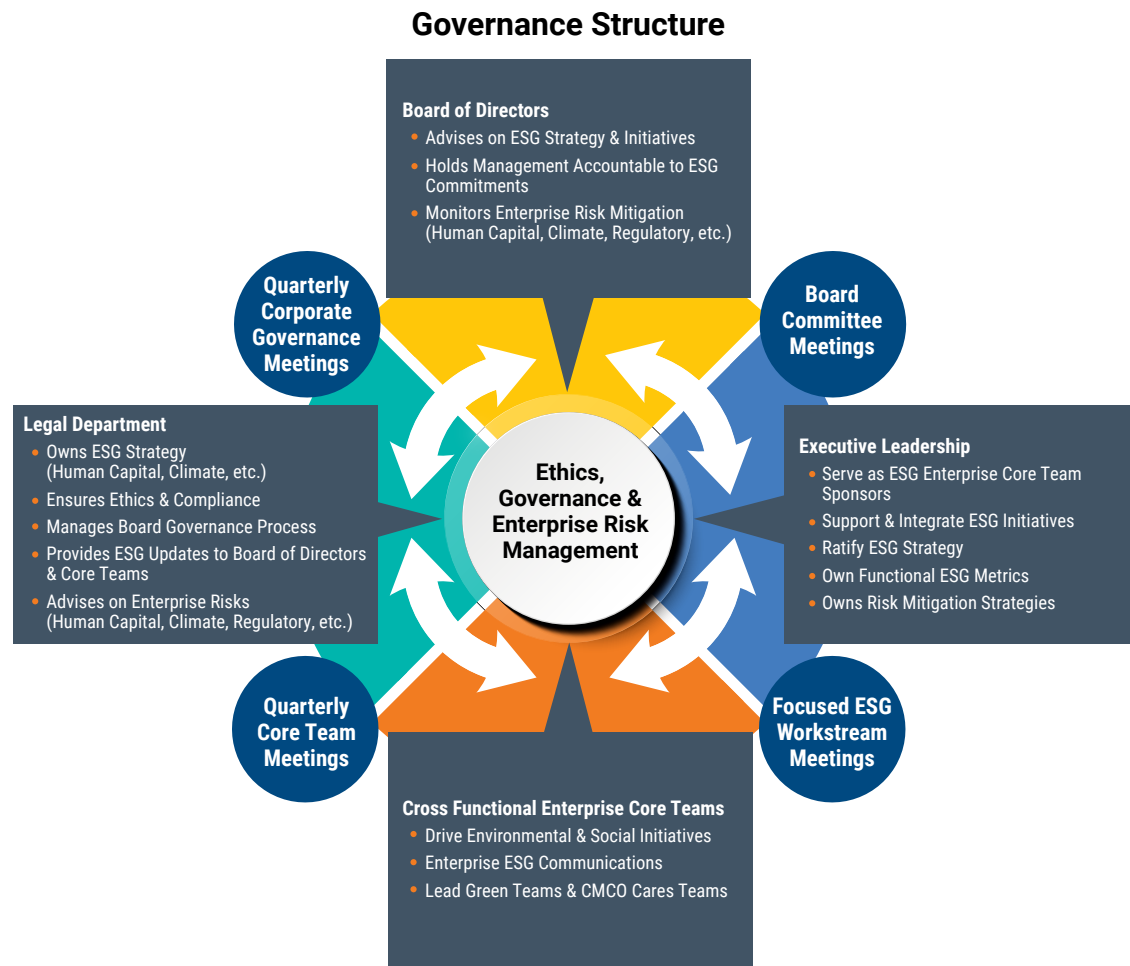 Governance Structure
Board of Directors
• Advises on ESG Strategy & Initiatives
• Holds Management Accountable to ESG
Commitments
• Monitors Enterprise Risk Mitigation
(Human Capital, Climate, Regulatory, etc.)
Quarterly
Corporate
Governance
Meetings
Board
Committee
Meetings
Legal Department
• Owns ESG Strategy
(Human Capital, Climate, etc.)
• Ensures Ethics & Compliance
• Manages Board Governance Process
• Provides ESG Updates to Board of Directors
& Core Teams
• Advises on Enterprise Risks
(Human Capital, Climate, Regulatory, etc.)
Ethics,
Governance &
Enterprise Risk
Management
Executive Leadership
• Serve as ESG Enterprise Core Team
Sponsors
• Support & Integrate ESG Initiatives
• Ratify ESG Strategy
• Own Functional ESG Metrics
• Owns Risk Mitigation Strategies
Quarterly
Core Team
Meetings
Focused ESG
Workstream
Meetings
Cross Functional Enterprise Core Teams
• Drive Environmental & Social Initiatives
• Enterprise ESG Communications
• Lead Green Teams & CMCO Cares Teams